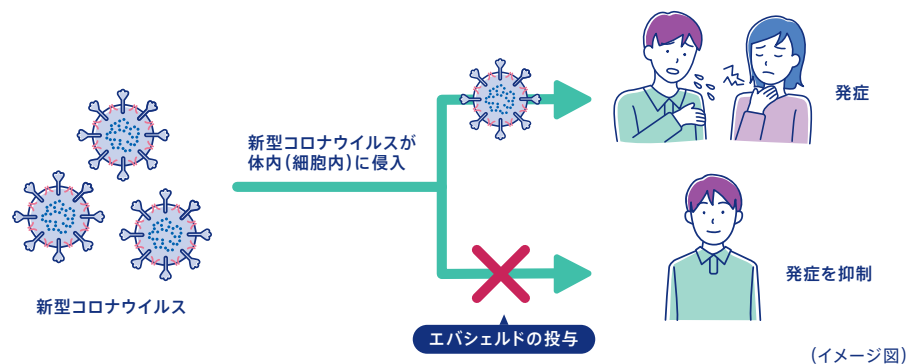 新型コロナウイルスが
体内(細胞内)に侵入
発症
新型コロナウイルス
エバシェルドの投与
発症を抑制
(イメージ図)